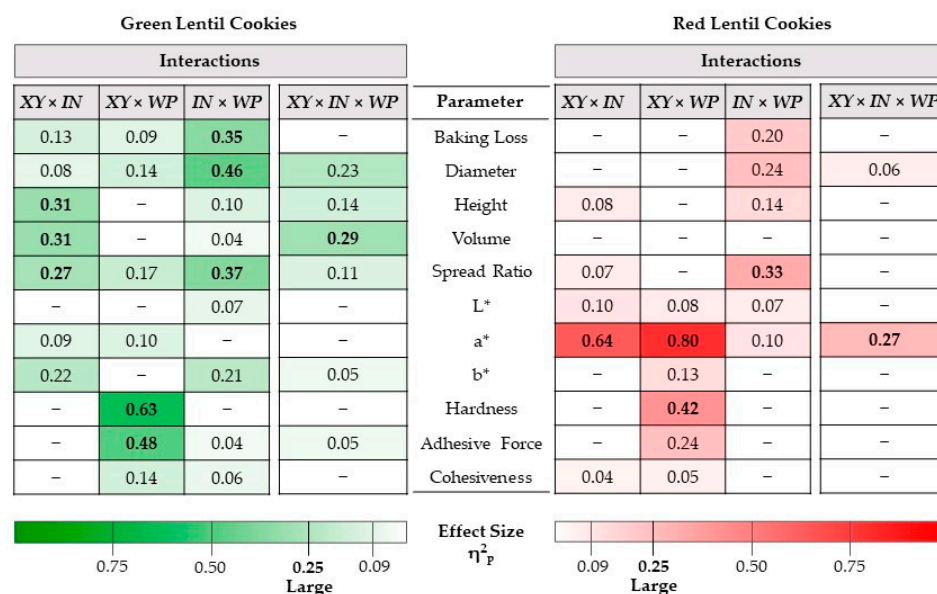 Green Lentil Cookies Red Lentil Cookies
Interactions Interactions
XY × IN XY × WP IN × WP XY × IN × WP Parameter XY × IN XY × WP IN × WP XY × IN × WP
0.13 0.09 0.35 – Baking Loss – – 0.20 –
0.08 0.14 0.46 0.23 Diameter – – 0.24 0.06
0.31 – 0.10 0.14 Height 0.08 – 0.14 –
0.31 – 0.04 0.29 Volume – – – –
0.27 0.17 0.37 0.11 Spread Ratio 0.07 – 0.33 –
– – 0.07 – L* 0.10 0.08 0.07 –
0.09 0.10 – – a* 0.64 0.80 0.10 0.27
0.22 – 0.21 0.05 b* – 0.13 – –
– 0.63 – – Hardness – 0.42 – –
– 0.48 0.04 0.05 Adhesive Force – 0.24 – –
– 0.14 0.06 – Cohesiveness 0.04 0.05 – –
Effect Size
η²p
0.75 0.50 0.25 0.09 0.09 0.25 0.50 0.75
Large Large